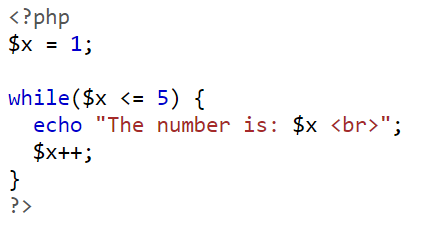 <?php
$x = 1;

while($x <= 5) {
  echo "The number is: $x <br>";
  $x++;
}
?>